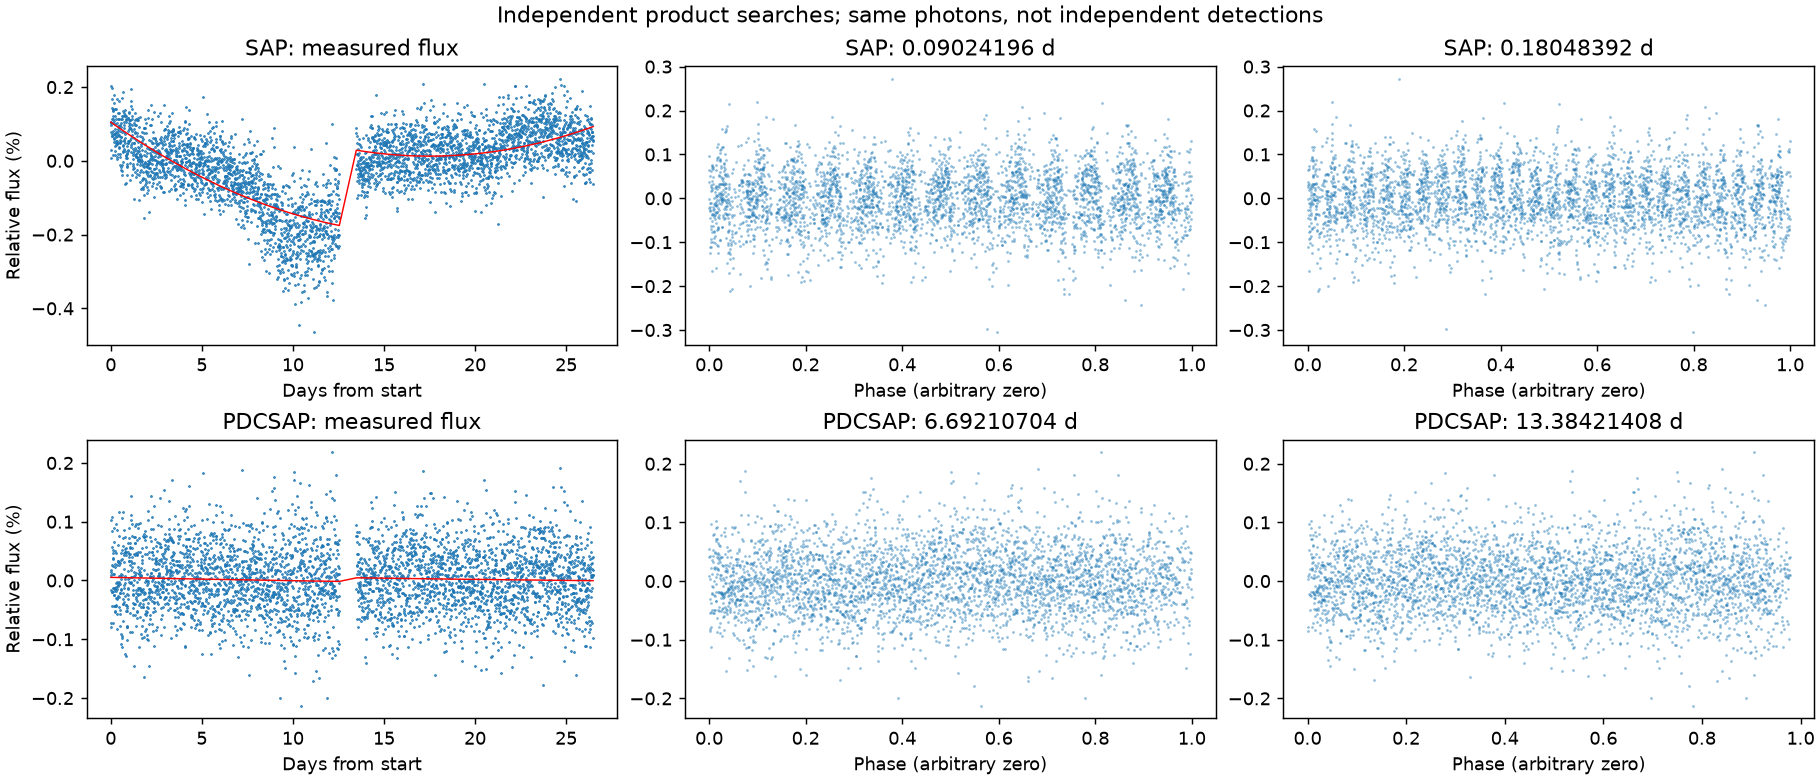 Independent product searches; same photons, not independent detections
SAP: measured flux
SAP: 0.09024196 d
SAP: 0.18048392 d
Relative flux (%)
0.2
0.0
−0.2
−0.4
0 5 10 15 20 25
Days from start
0.3
0.2
0.1
0.0
−0.1
−0.2
−0.3
0.0 0.2 0.4 0.6 0.8 1.0
Phase (arbitrary zero)
0.3
0.2
0.1
0.0
−0.1
−0.2
−0.3
0.0 0.2 0.4 0.6 0.8 1.0
Phase (arbitrary zero)
PDCSAP: measured flux
PDCSAP: 6.69210704 d
PDCSAP: 13.38421408 d
Relative flux (%)
0.2
0.1
0.0
−0.1
−0.2
0 5 10 15 20 25
Days from start
0.2
0.1
0.0
−0.1
−0.2
0.0 0.2 0.4 0.6 0.8 1.0
Phase (arbitrary zero)
0.2
0.1
0.0
−0.1
−0.2
0.0 0.2 0.4 0.6 0.8 1.0
Phase (arbitrary zero)